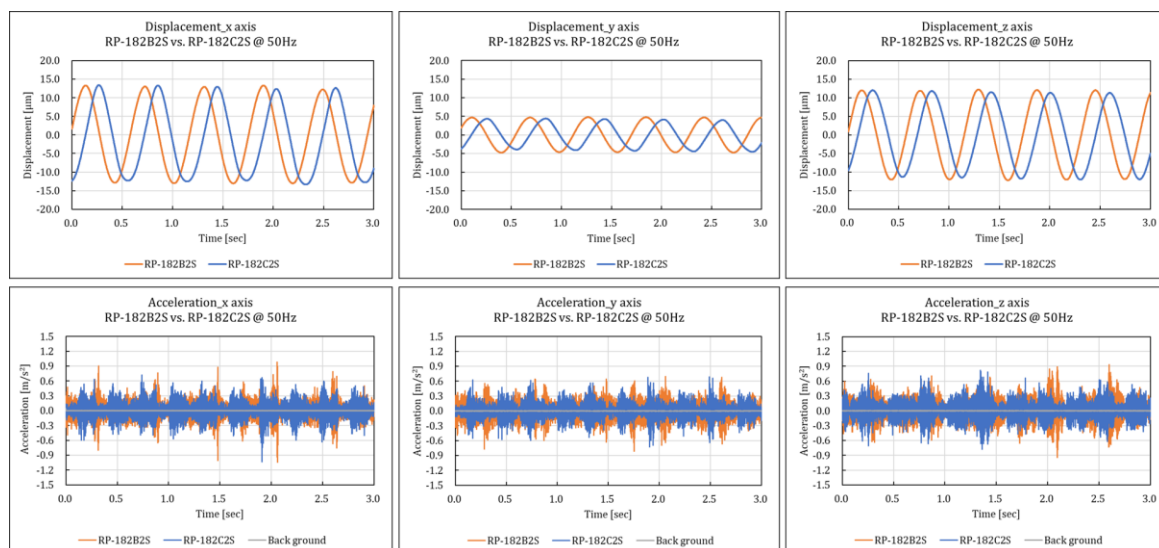 Displacement_x axis
RP-182B2S vs. RP-182C2S @ 50Hz
20.0
15.0
10.0
5.0
0.0
-5.0
-10.0
-15.0
-20.0
Displacement [μm]
0.0 0.5 1.0 1.5 2.0 2.5 3.0
Time [sec]
RP-182B2S RP-182C2S
Displacement_y axis
RP-182B2S vs. RP-182C2S @ 50Hz
20.0
15.0
10.0
5.0
0.0
-5.0
-10.0
-15.0
-20.0
Displacement [μm]
0.0 0.5 1.0 1.5 2.0 2.5 3.0
Time [sec]
RP-182B2S RP-182C2S
Displacement_z axis
RP-182B2S vs. RP-182C2S @ 50Hz
20.0
15.0
10.0
5.0
0.0
-5.0
-10.0
-15.0
-20.0
Displacement [μm]
0.0 0.5 1.0 1.5 2.0 2.5 3.0
Time [sec]
RP-182B2S RP-182C2S
Acceleration_x axis
RP-182B2S vs. RP-182C2S @ 50Hz
1.5
1.2
0.9
0.6
0.3
0.0
-0.3
-0.6
-0.9
-1.2
-1.5
Acceleration [m/s²]
0.0 0.5 1.0 1.5 2.0 2.5 3.0
Time [sec]
RP-182B2S RP-182C2S Back ground
Acceleration_y axis
RP-182B2S vs. RP-182C2S @ 50Hz
1.5
1.2
0.9
0.6
0.3
0.0
-0.3
-0.6
-0.9
-1.2
-1.5
Acceleration [m/s²]
0.0 0.5 1.0 1.5 2.0 2.5 3.0
Time [sec]
RP-182B2S RP-182C2S Back ground
Acceleration_z axis
RP-182B2S vs. RP-182C2S @ 50Hz
1.5
1.2
0.9
0.6
0.3
0.0
-0.3
-0.6
-0.9
-1.2
-1.5
Acceleration [m/s²]
0.0 0.5 1.0 1.5 2.0 2.5 3.0
Time [sec]
RP-182B2S RP-182C2S Back ground